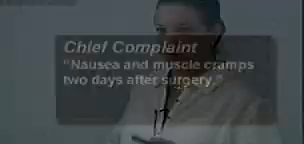 Chief Complaint
"Nausea and muscle cramps
two days after surgery."